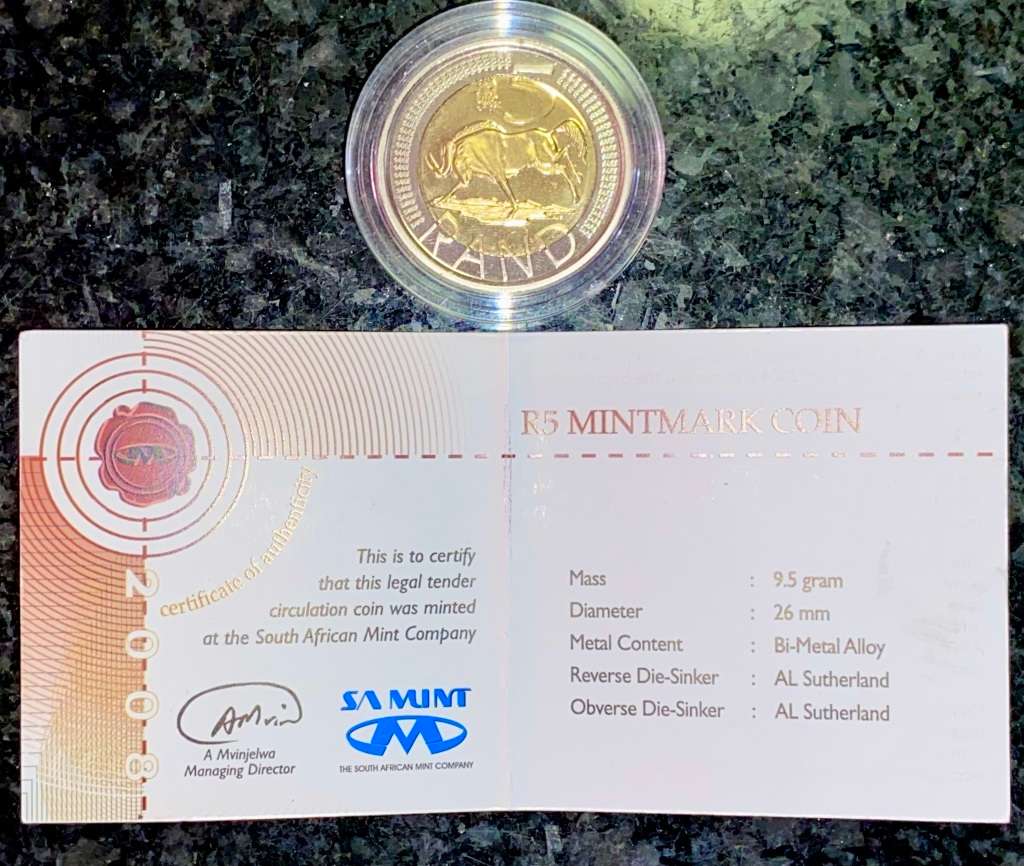 5
RAND
certificate of authenticity
2008
This is to certify
that this legal tender
circulation coin was minted
at the South African Mint Company
A Mvinjelwa
Managing Director
SA MINT
THE SOUTH AFRICAN MINT COMPANY
R5 MINTMARK COIN
Mass : 9.5 gram
Diameter : 26 mm
Metal Content : Bi-Metal Alloy
Reverse Die-Sinker : AL Sutherland
Obverse Die-Sinker : AL Sutherland